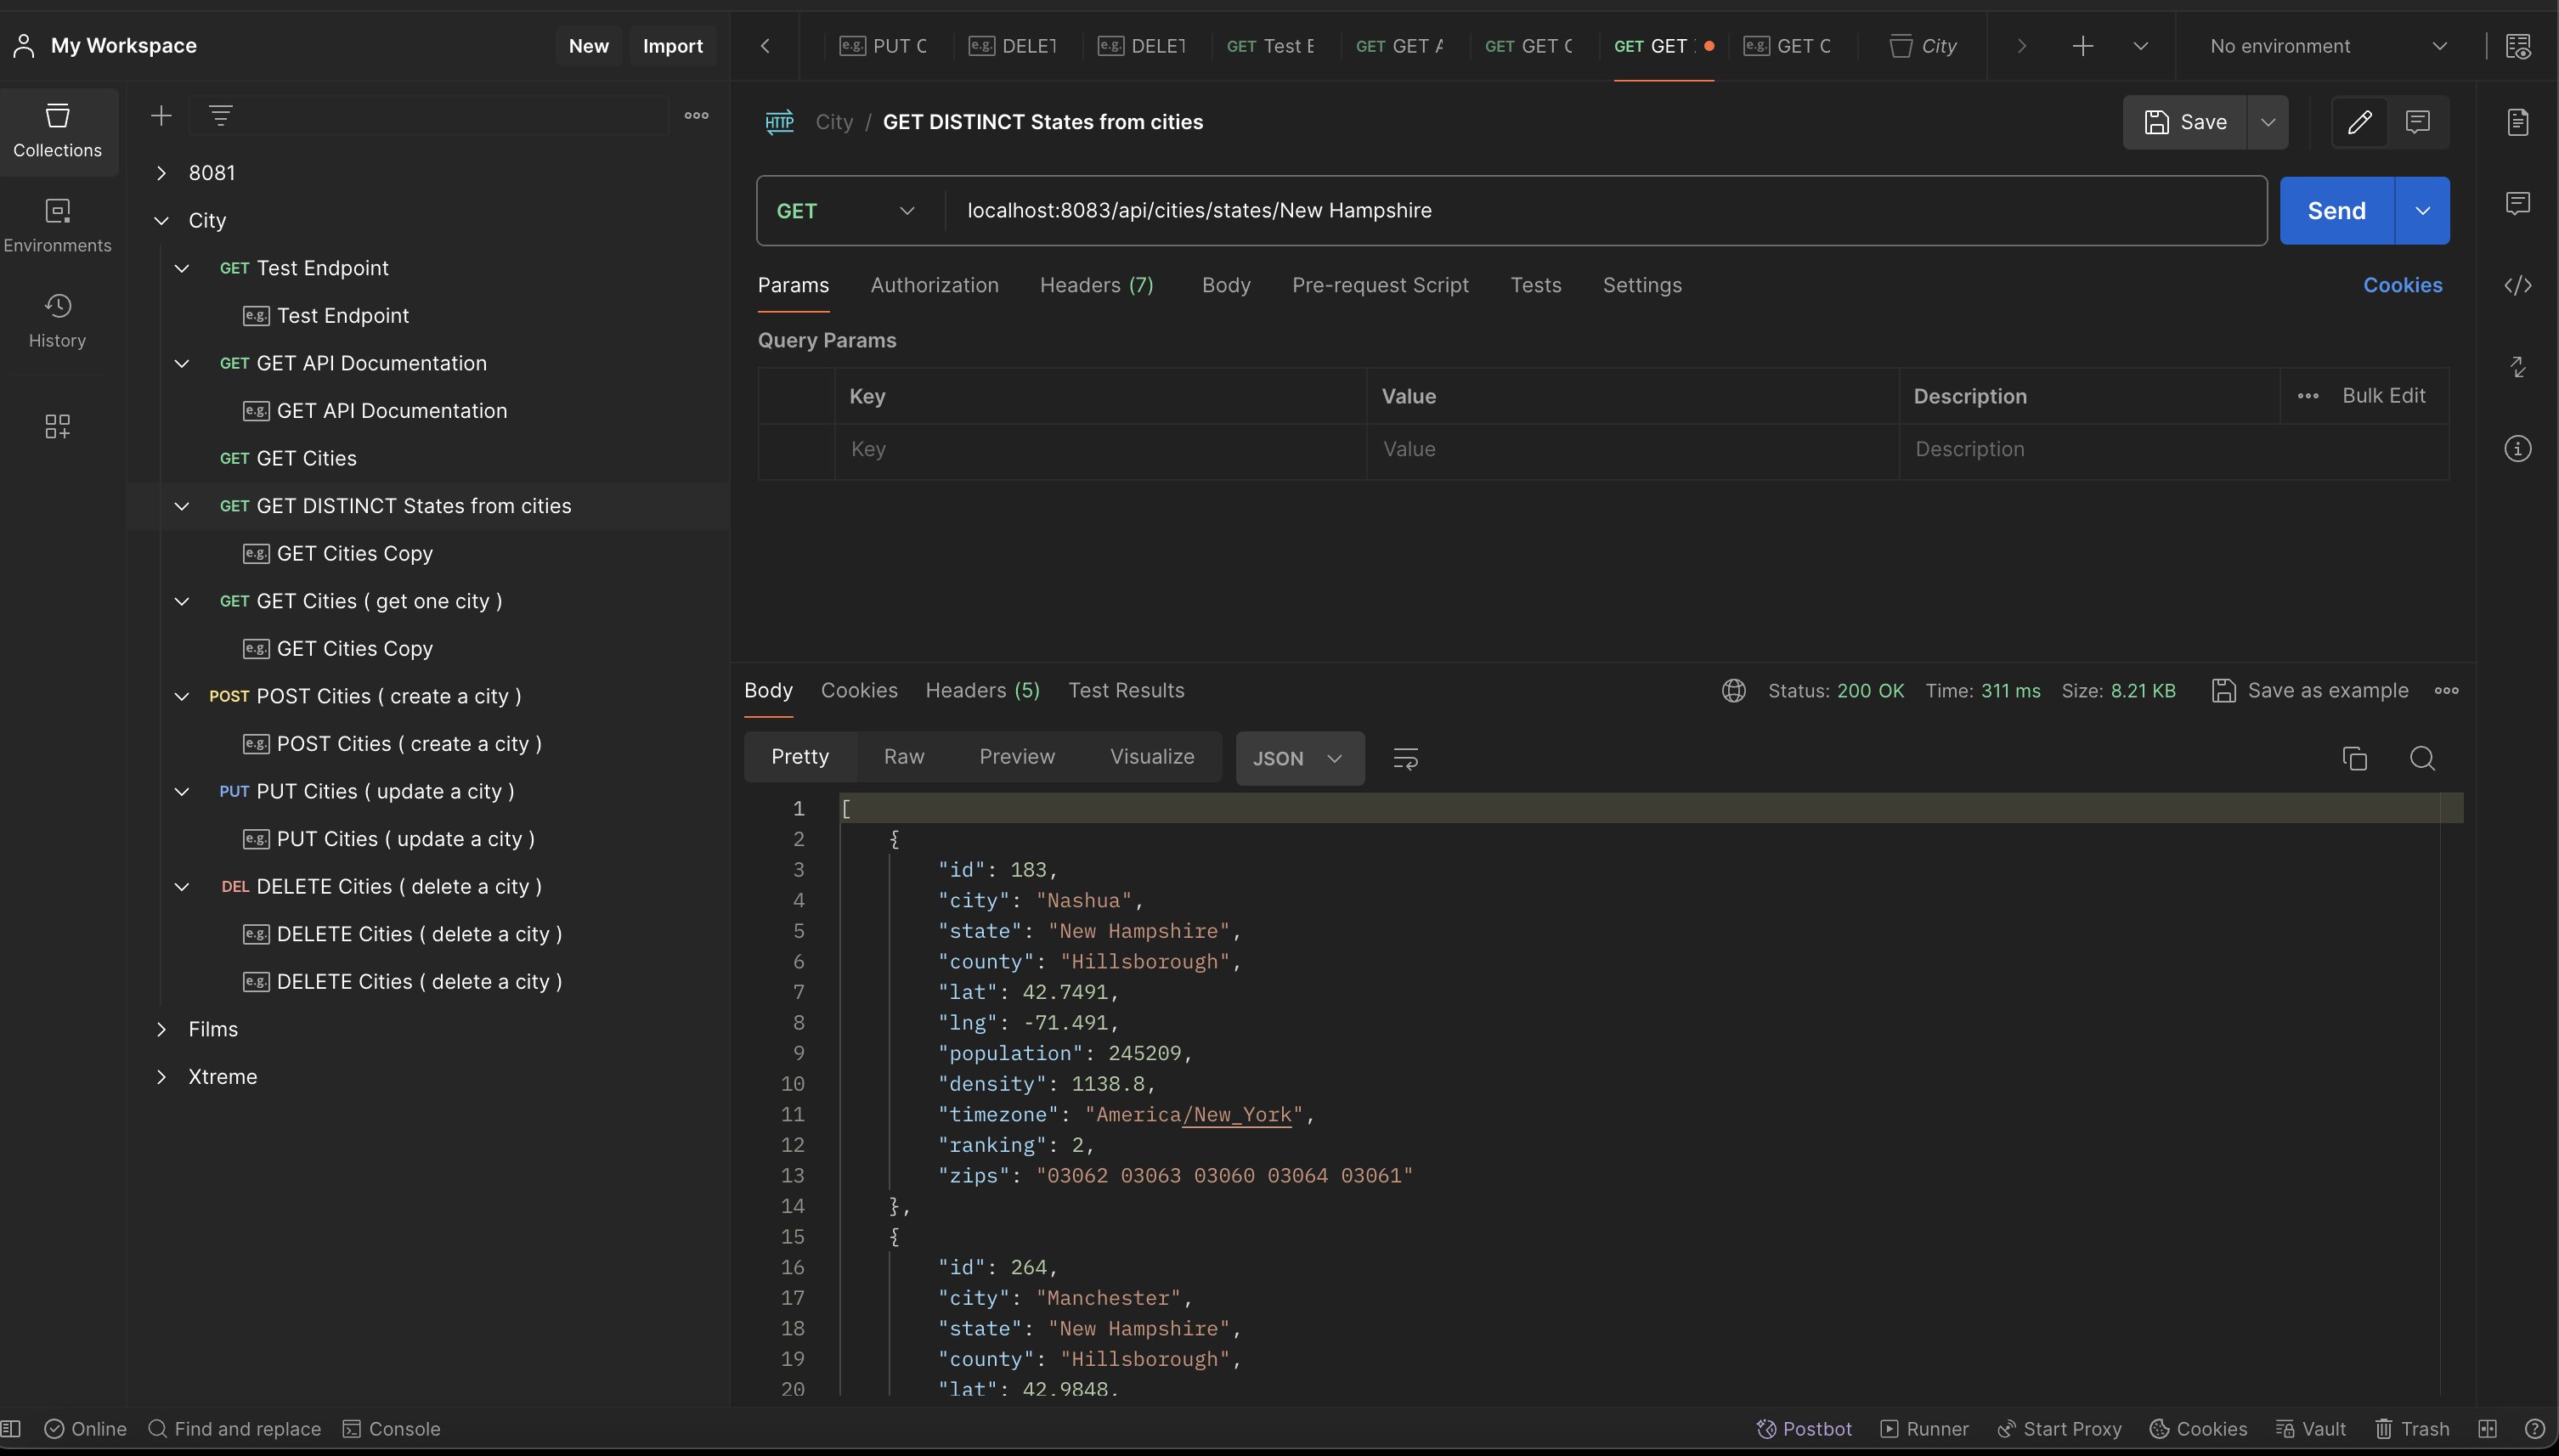 My Workspace
New
Import
PUT C
DELET
DELET
GET Test E
GET GET A
GET GET C
GET GET
GET C
City
No environment
Collections
Environments
History
8081
City
GET Test Endpoint
e.g. Test Endpoint
GET GET API Documentation
e.g. GET API Documentation
GET GET Cities
GET GET DISTINCT States from cities
e.g. GET Cities Copy
GET GET Cities ( get one city )
e.g. GET Cities Copy
POST POST Cities ( create a city )
e.g. POST Cities ( create a city )
PUT PUT Cities ( update a city )
e.g. PUT Cities ( update a city )
DEL DELETE Cities ( delete a city )
e.g. DELETE Cities ( delete a city )
e.g. DELETE Cities ( delete a city )
Films
Xtreme
HTTP City / GET DISTINCT States from cities
Save
GET localhost:8083/api/cities/states/New Hampshire
Send
Params Authorization Headers (7) Body Pre-request Script Tests Settings
Cookies
Query Params
Key Value Description Bulk Edit
Key Value Description
Body Cookies Headers (5) Test Results
Status: 200 OK Time: 311 ms Size: 8.21 KB Save as example
Pretty Raw Preview Visualize JSON
1 [
2 {
3 "id": 183,
4 "city": "Nashua",
5 "state": "New Hampshire",
6 "county": "Hillsborough",
7 "lat": 42.7491,
8 "lng": -71.491,
9 "population": 245209,
10 "density": 1138.8,
11 "timezone": "America/New_York",
12 "ranking": 2,
13 "zips": "03062 03063 03060 03064 03061"
14 },
15 {
16 "id": 264,
17 "city": "Manchester",
18 "state": "New Hampshire",
19 "county": "Hillsborough",
20 "lat": 42.9848,
Online Find and replace Console
Postbot Runner Start Proxy Cookies Vault Trash